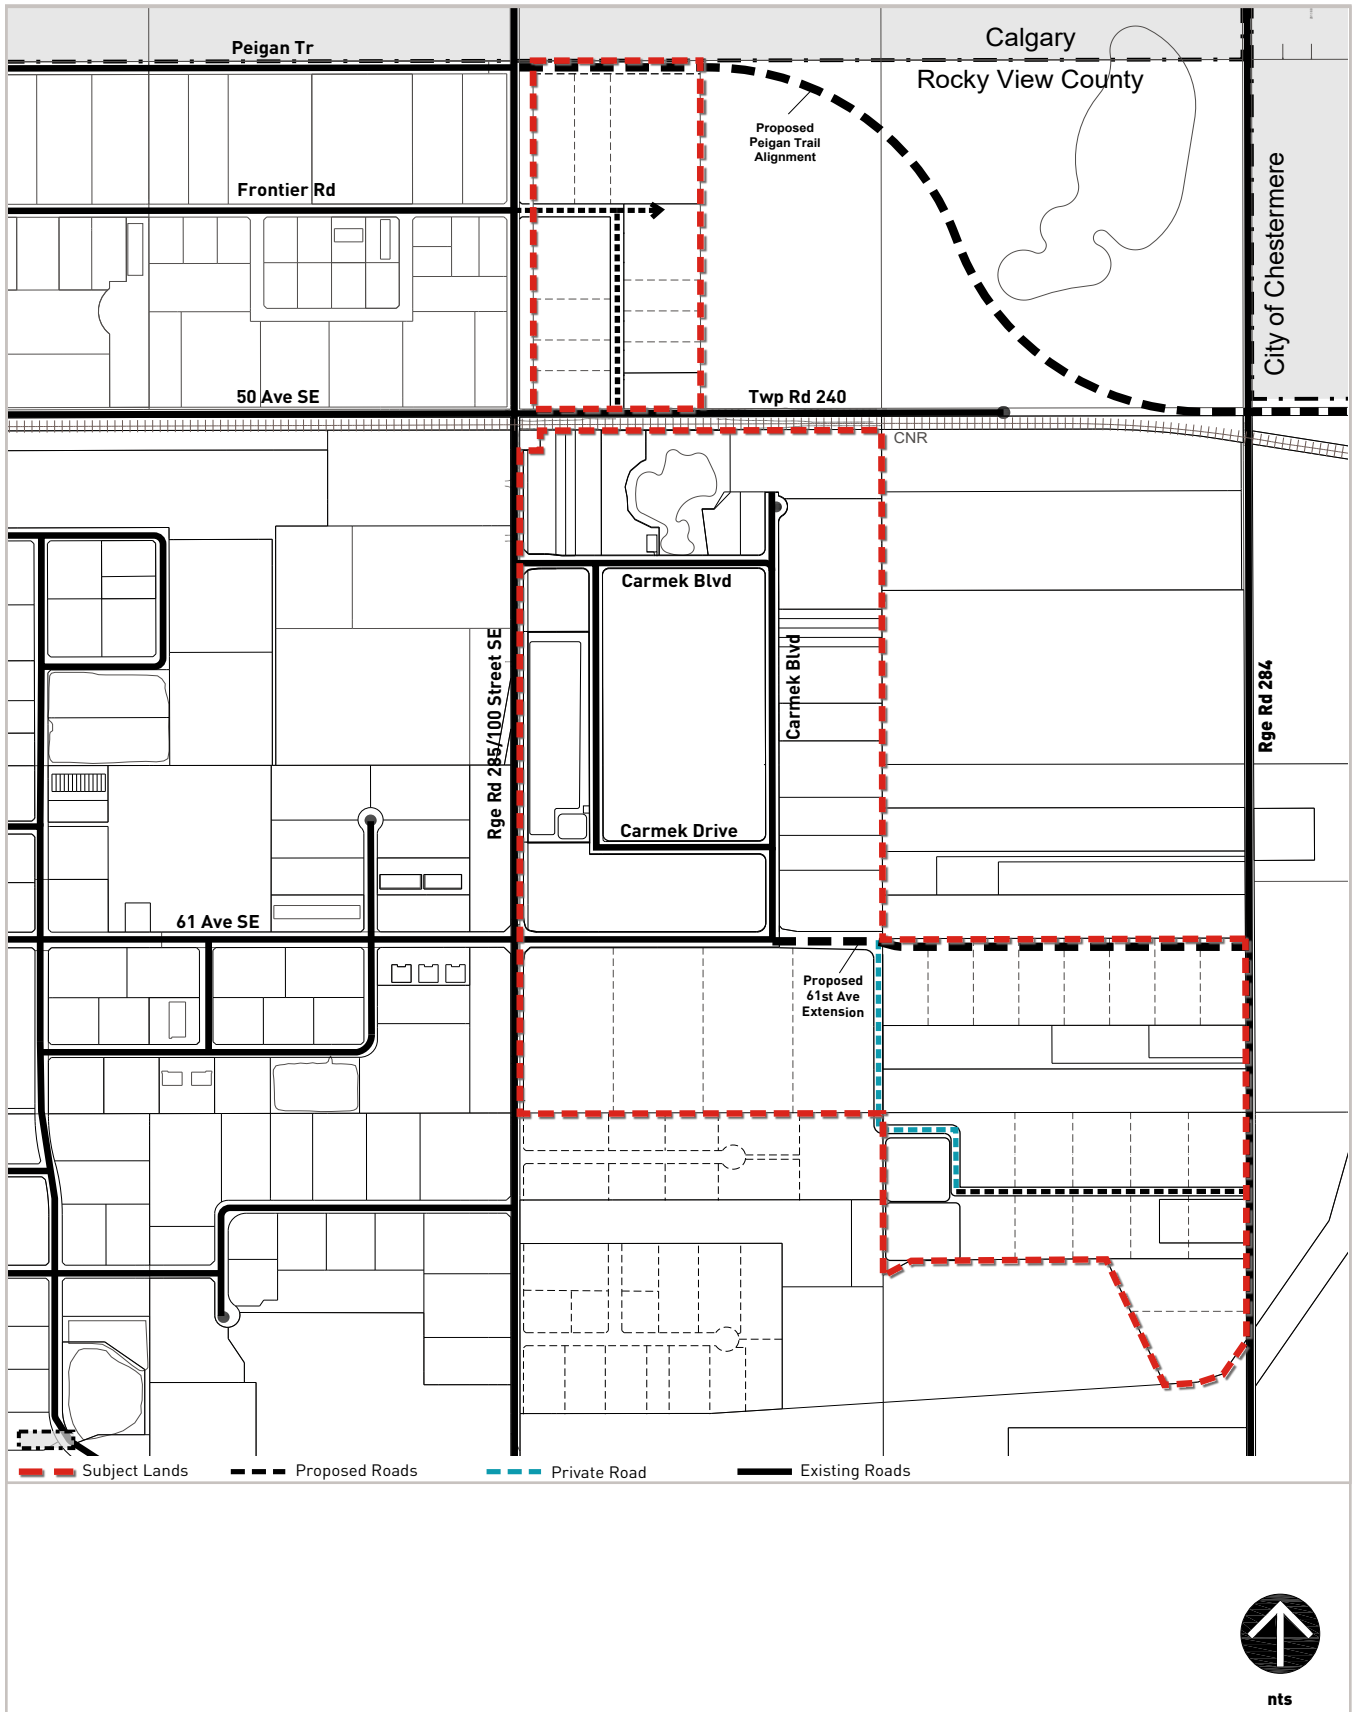 Calgary
Peigan Tr
Rocky View County
Proposed
Peigan Trail
Alignment
Frontier Rd
City of Chestermere
50 Ave SE
Twp Rd 240
CNR
Carmek Blvd
Rge Rd 285/100 Street SE
Carmek Blvd
Rge Rd 284
Carmek Drive
61 Ave SE
Proposed
61st Ave
Extension
Subject Lands
Proposed Roads
Private Road
Existing Roads
nts